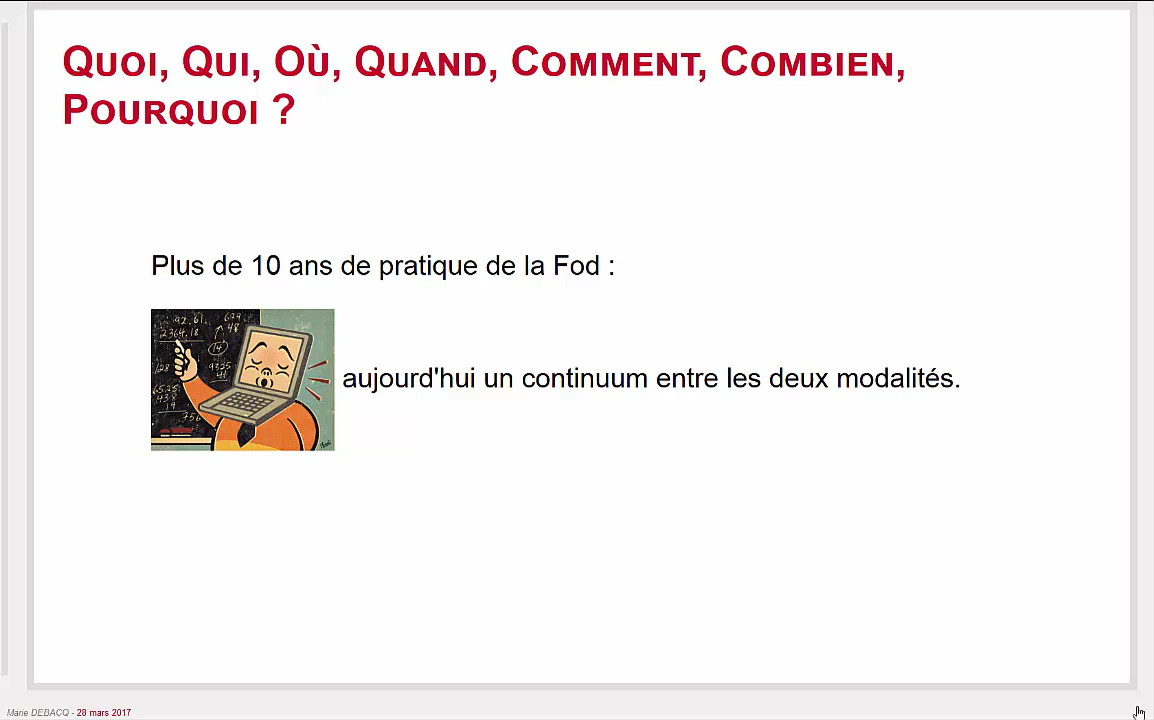 Quoi, Qui, Où, Quand, Comment, Combien,
Pourquoi ?
Plus de 10 ans de pratique de la Fod :
aujourd'hui un continuum entre les deux modalités.
Marie DEBACQ - 28 mars 2017